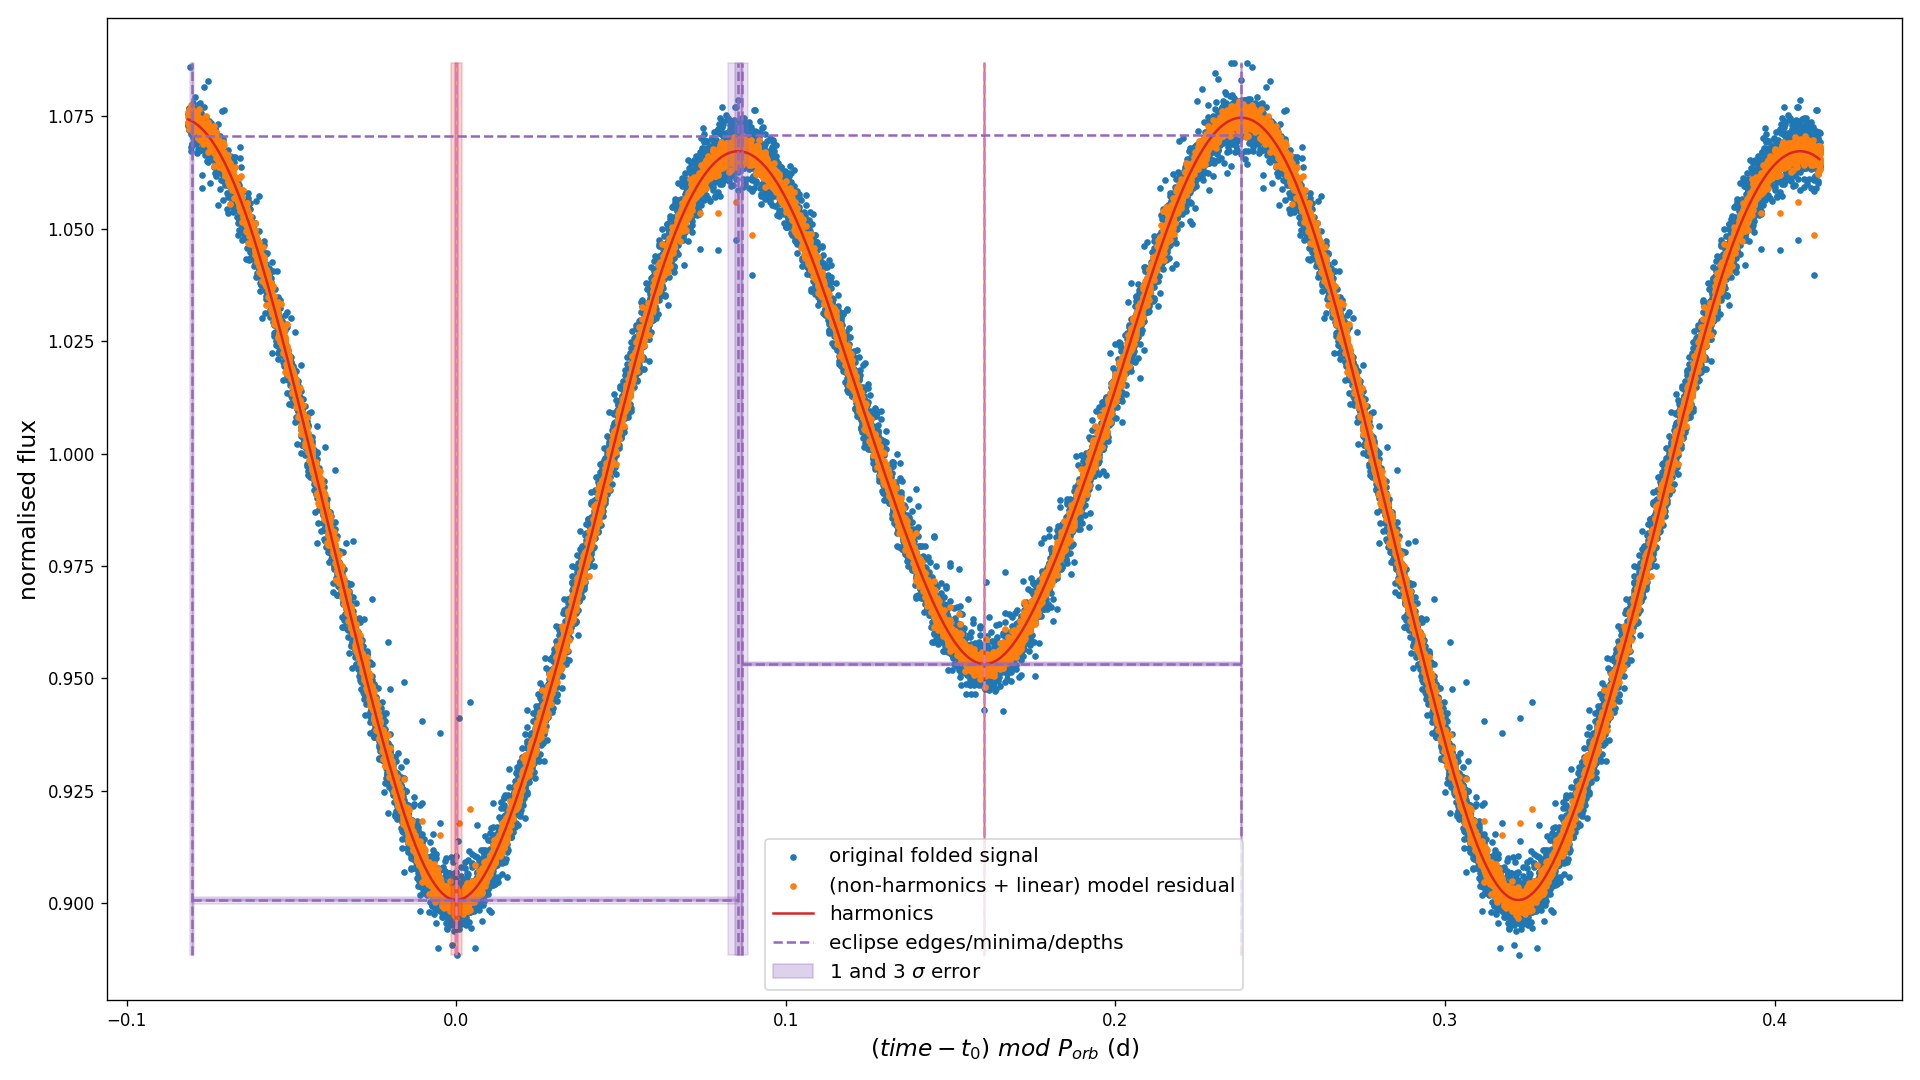 1.075
1.050
1.025
1.000
0.975
0.950
0.925
0.900
normalised flux
original folded signal
(non-harmonics + linear) model residual
harmonics
eclipse edges/minima/depths
1 and 3 σ error
−0.1 0.0 0.1 0.2 0.3 0.4
(time − t₀) mod Pₒᵣb (d)